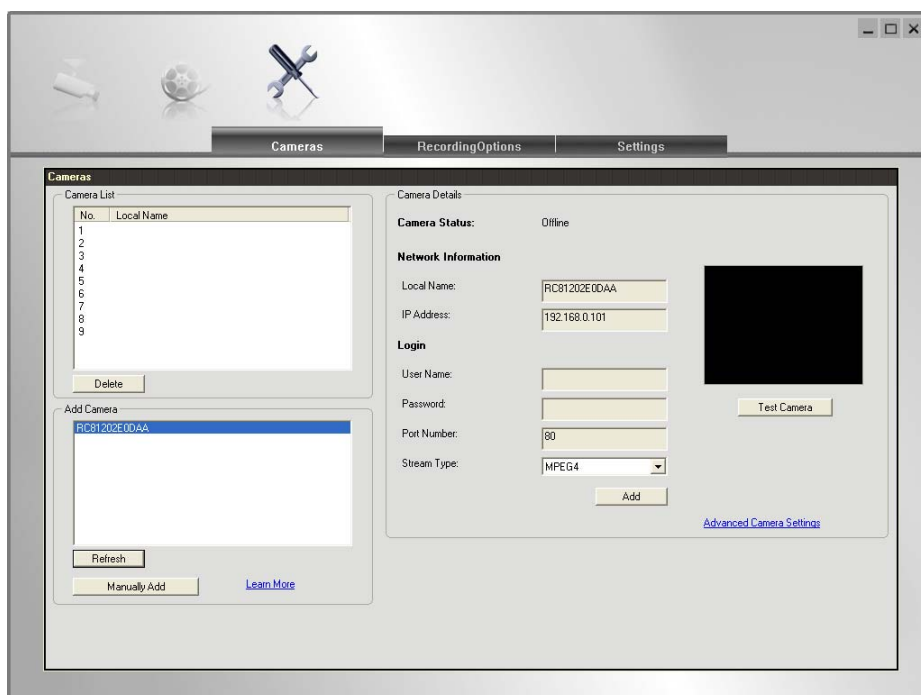 Cameras
RecordingOptions
Settings
Cameras
Camera List
No. Local Name
1
2
3
4
5
6
7
8
9
Delete
Add Camera
RC81202E0DAA
Refresh
Manually Add
Learn More
Camera Details
Camera Status: Offline
Network Information
Local Name: RC81202E0DAA
IP Address: 192.168.0.101
Login
User Name:
Password:
Port Number: 80
Stream Type: MPEG4
Add
Test Camera
Advanced Camera Settings